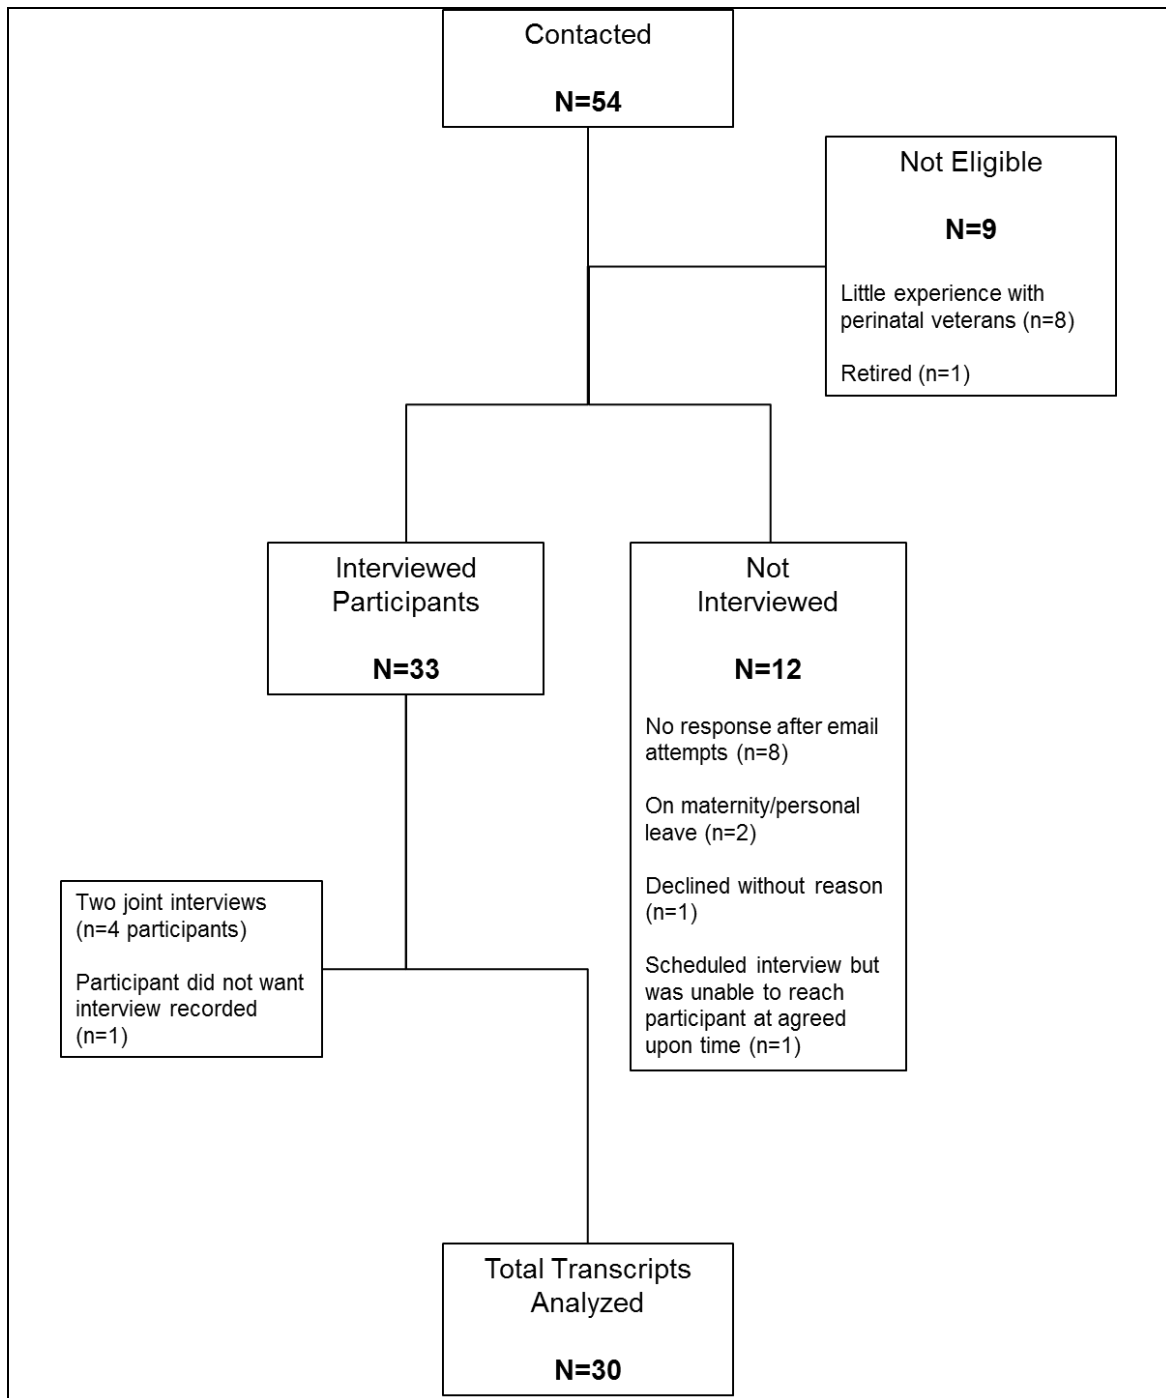 Contacted
N=54
Not Eligible
N=9
Little experience with
perinatal veterans (n=8)
Retired (n=1)
Interviewed
Participants
N=33
Not
Interviewed
N=12
No response after email
attempts (n=8)
On maternity/personal
leave (n=2)
Declined without reason
(n=1)
Scheduled interview but
was unable to reach
participant at agreed
upon time (n=1)
Two joint interviews
(n=4 participants)
Participant did not want
interview recorded
(n=1)
Total Transcripts
Analyzed
N=30